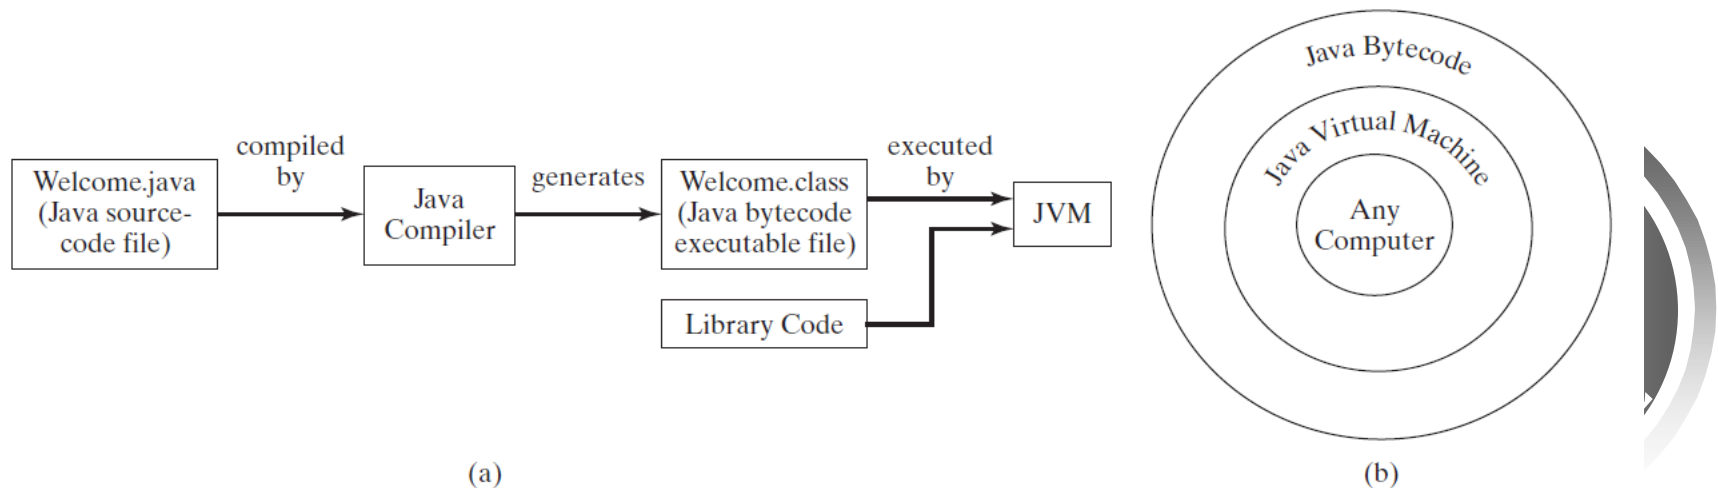 Welcome.java
(Java source-
code file)
compiled
by
Java
Compiler
generates
Welcome.class
(Java bytecode
executable file)
Library Code
executed
by
JVM
(a)
Java Bytecode
Java Virtual Machine
Any
Computer
(b)